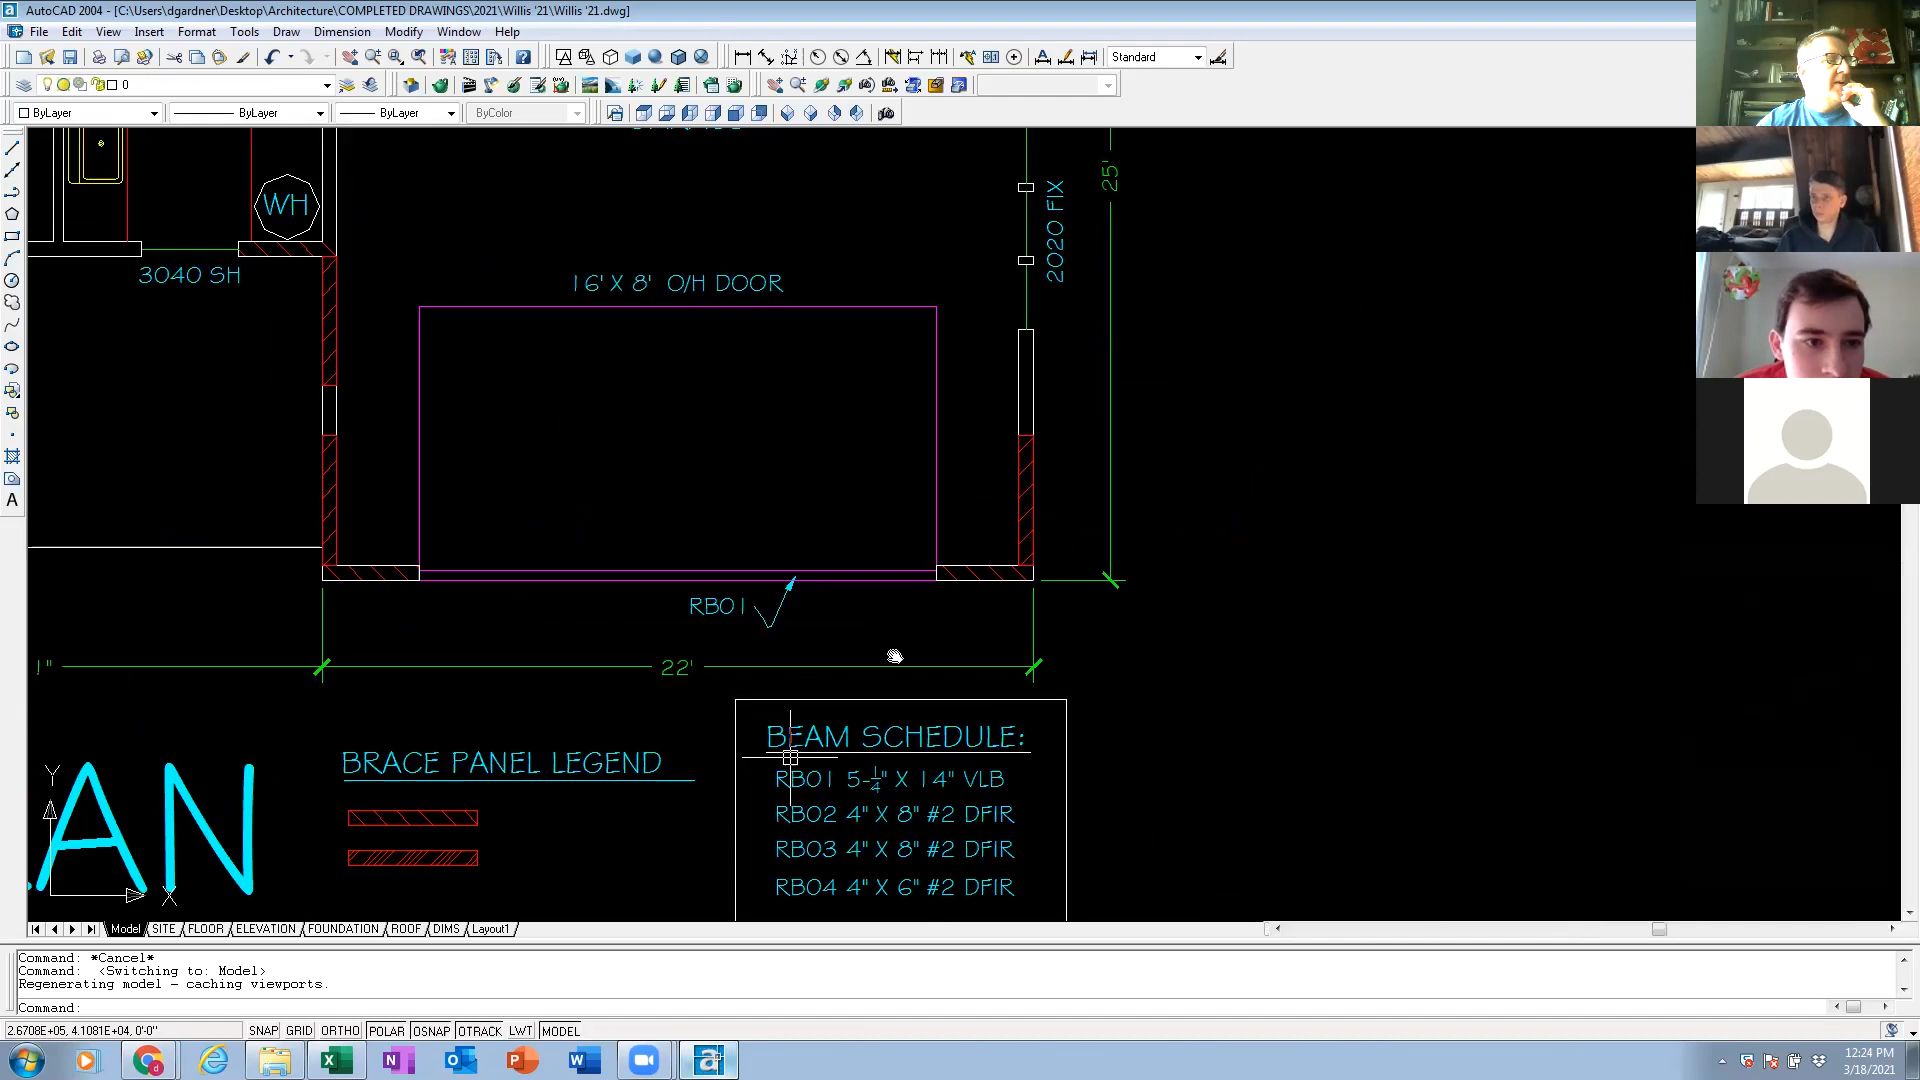 AutoCAD 2004 - [C:\Users\dgardner\Desktop\Architecture\COMPLETED DRAWINGS\2021\Willis '21\Willis '21.dwg]
File Edit View Insert Format Tools Draw Dimension Modify Window Help
Standard
0
ByLayer ByLayer ByLayer ByColor
WH
3040 SH
16' X 8' O/H DOOR
2020 FIX
25'
RB01
1"
22'
AN
BRACE PANEL LEGEND
BEAM SCHEDULE:
RB01 5-1/4" X 14" VLB
RB02 4" X 8" #2 DFIR
RB03 4" X 8" #2 DFIR
RB04 4" X 6" #2 DFIR
Y
X
A
Model SITE FLOOR ELEVATION FOUNDATION ROOF DIMS Layout1
Command: *Cancel*
Command: <Switching to: Model>
Regenerating model - caching viewports.
Command:
2.6708E+05, 4.1081E+04, 0'-0" SNAP GRID ORTHO POLAR OSNAP OTRACK LWT MODEL
12:24 PM
3/18/2021